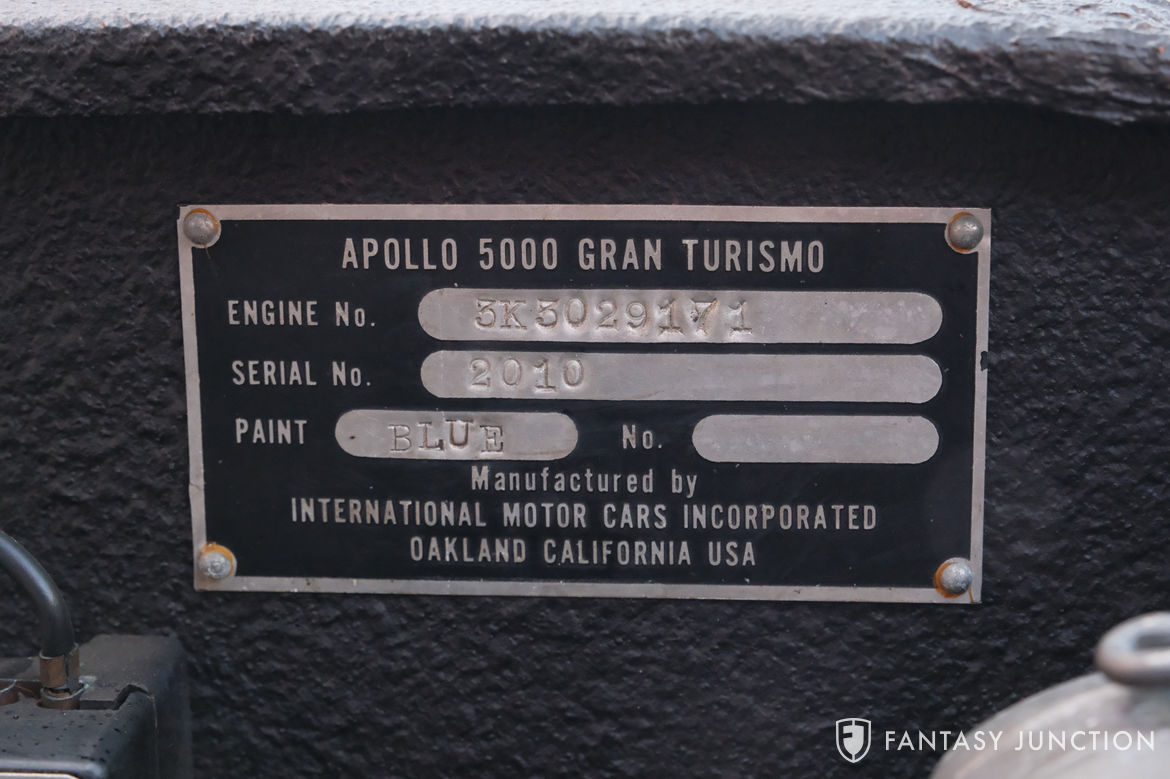 APOLLO 5000 GRAN TURISMO
ENGINE No. 3K3029171
SERIAL No. 2010
PAINT BLUE No.
Manufactured by
INTERNATIONAL MOTOR CARS INCORPORATED
OAKLAND CALIFORNIA USA
FANTASY JUNCTION